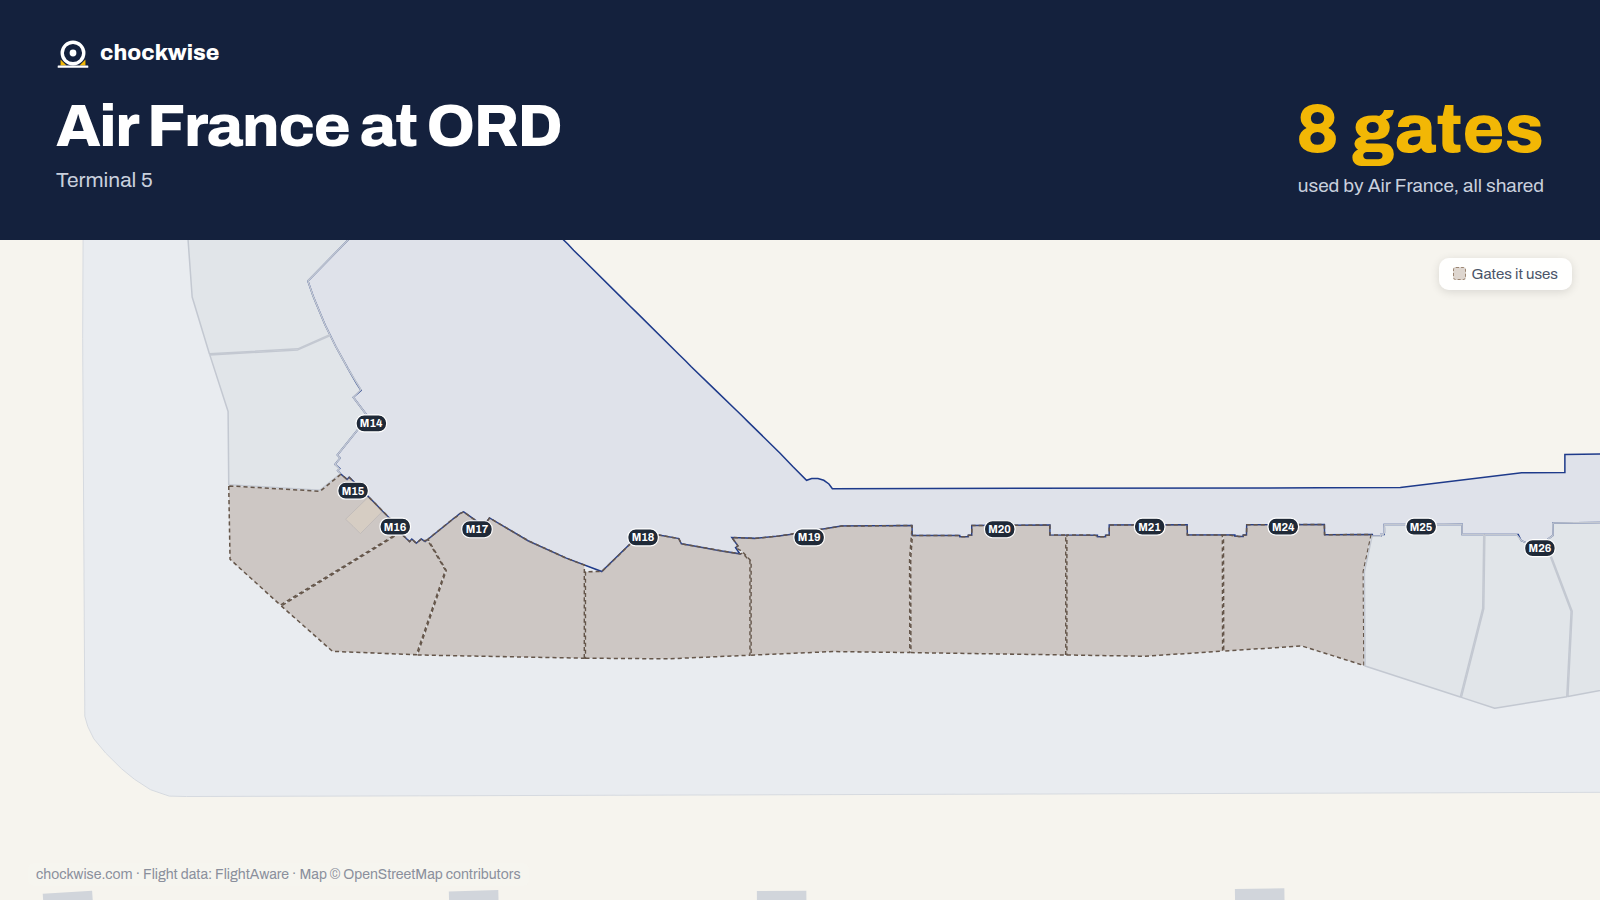 chockwise
Air France at ORD
Terminal 5
8 gates
used by Air France, all shared
Gates it uses
M14
M15
M16
M17
M18
M19
M20
M21
M24
M25
M26
chockwise.com · Flight data: FlightAware · Map © OpenStreetMap contributors